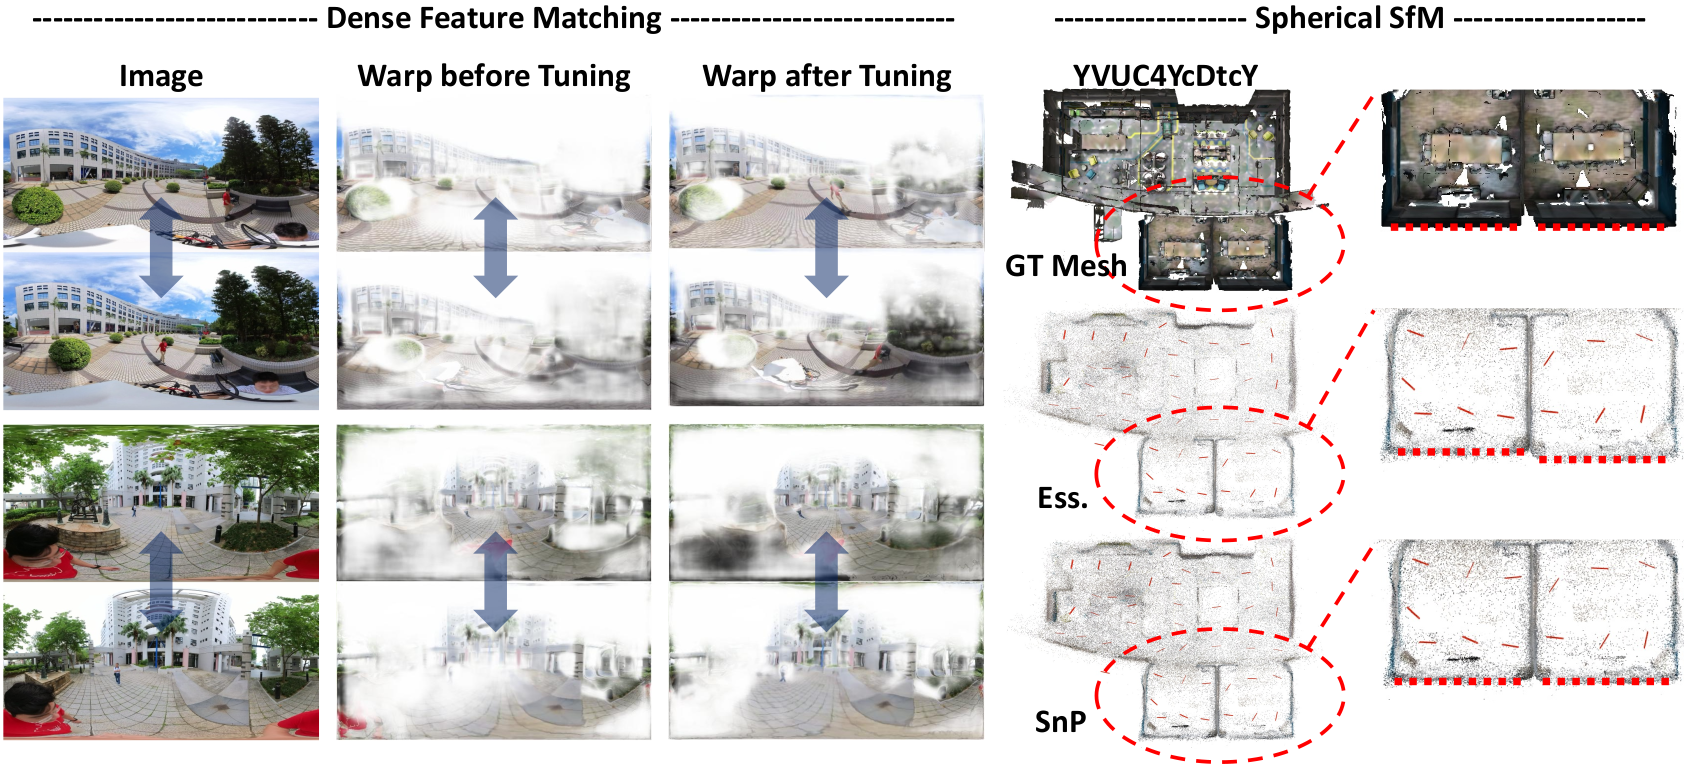 Dense Feature Matching
Spherical SfM
Image
Warp before Tuning
Warp after Tuning
YVUC4YcDtcY
GT Mesh
Ess.
SnP